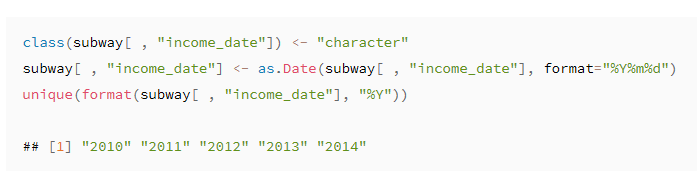 class(subway[ , "income_date"]) <- "character"
subway[ , "income_date"] <- as.Date(subway[ , "income_date"], format="%Y%m%d")
unique(format(subway[ , "income_date"], "%Y"))
## [1] "2010" "2011" "2012" "2013" "2014"